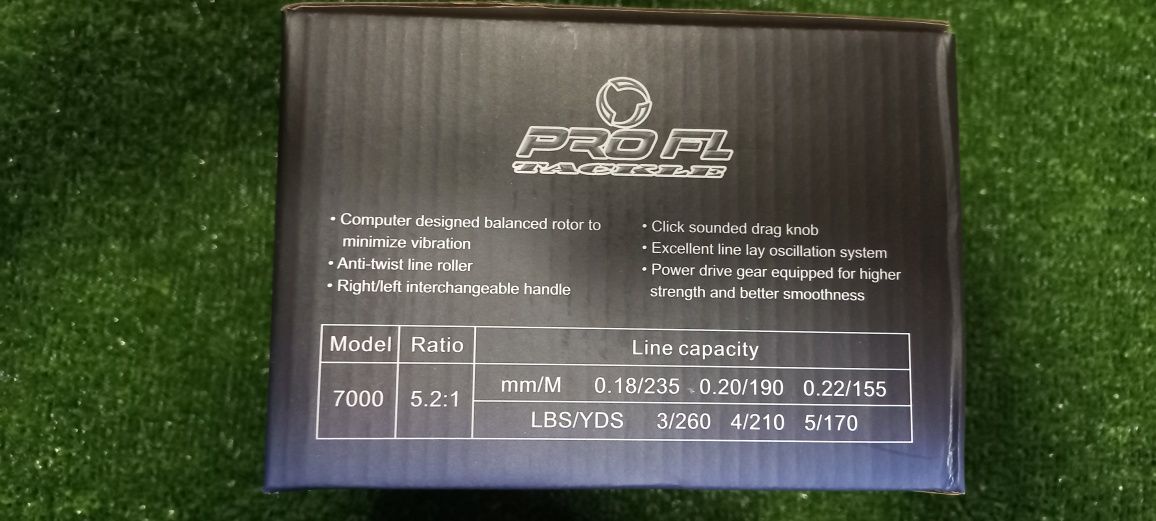 PRO FL
TACKLE
• Computer designed balanced rotor to
minimize vibration
• Anti-twist line roller
• Right/left interchangeable handle
• Click sounded drag knob
• Excellent line lay oscillation system
• Power drive gear equipped for higher
strength and better smoothness
Model Ratio Line capacity
7000 5.2:1
mm/M 0.18/235 0.20/190 0.22/155
LBS/YDS 3/260 4/210 5/170